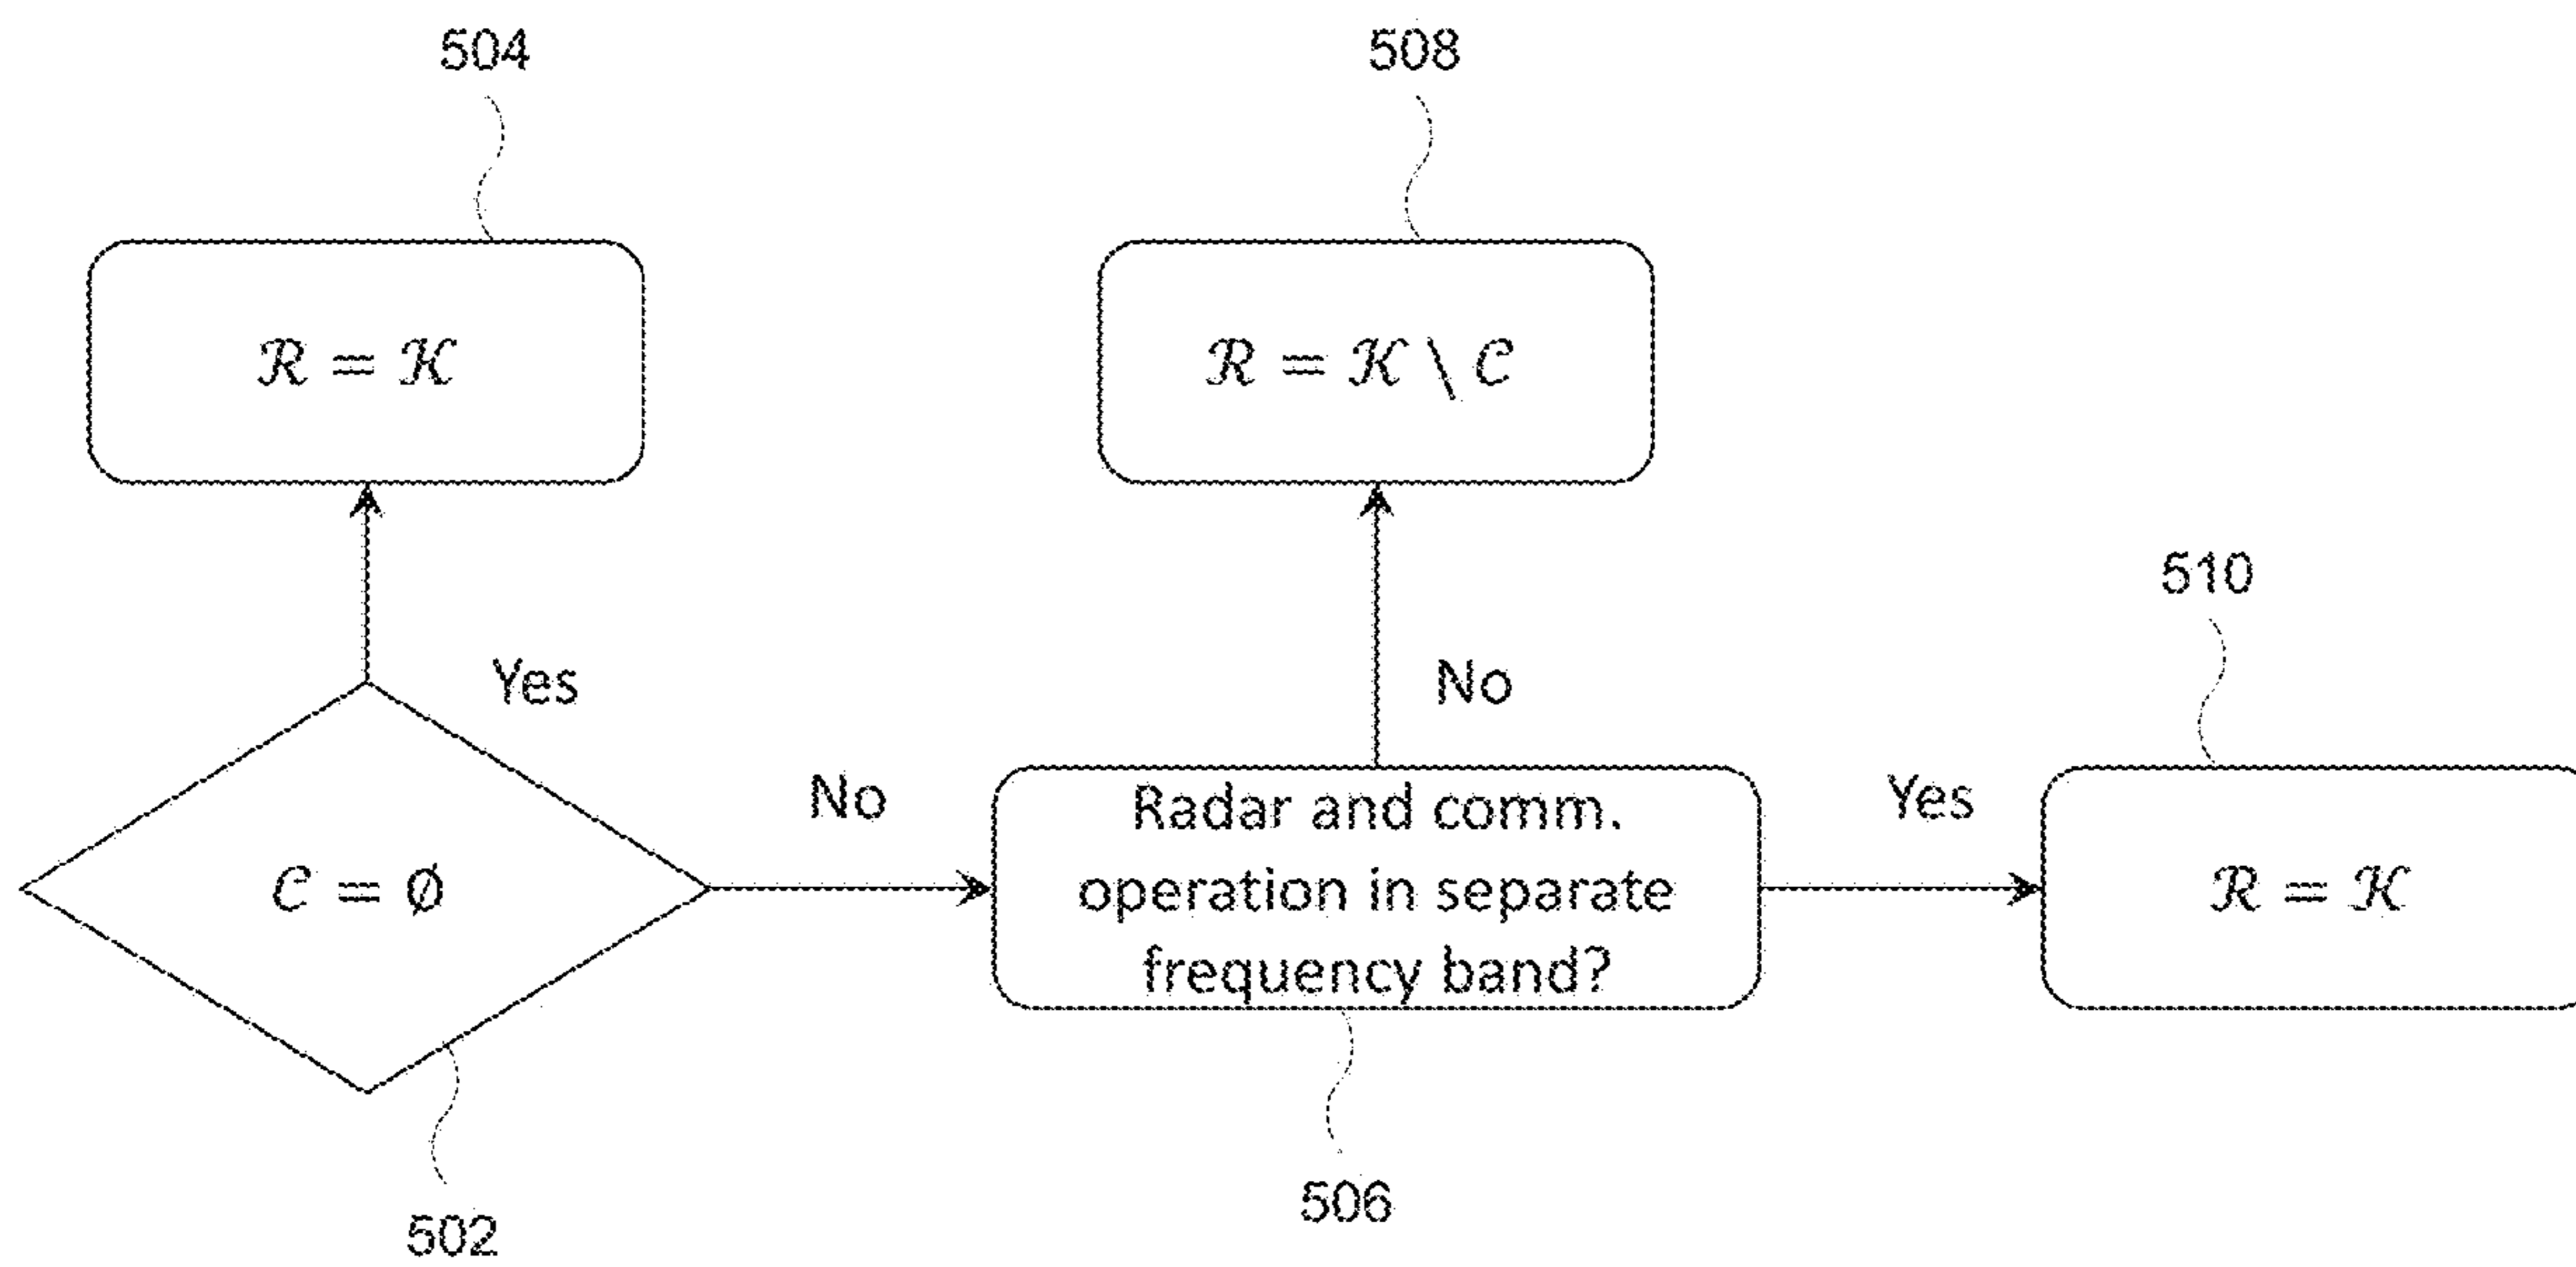 504
508
ℛ = 𝒦
ℛ = 𝒦 \ 𝒞
510
Yes
No
No
Yes
𝒞 = ∅
Radar and comm.
operation in separate
frequency band?
ℛ = 𝒦
502
506